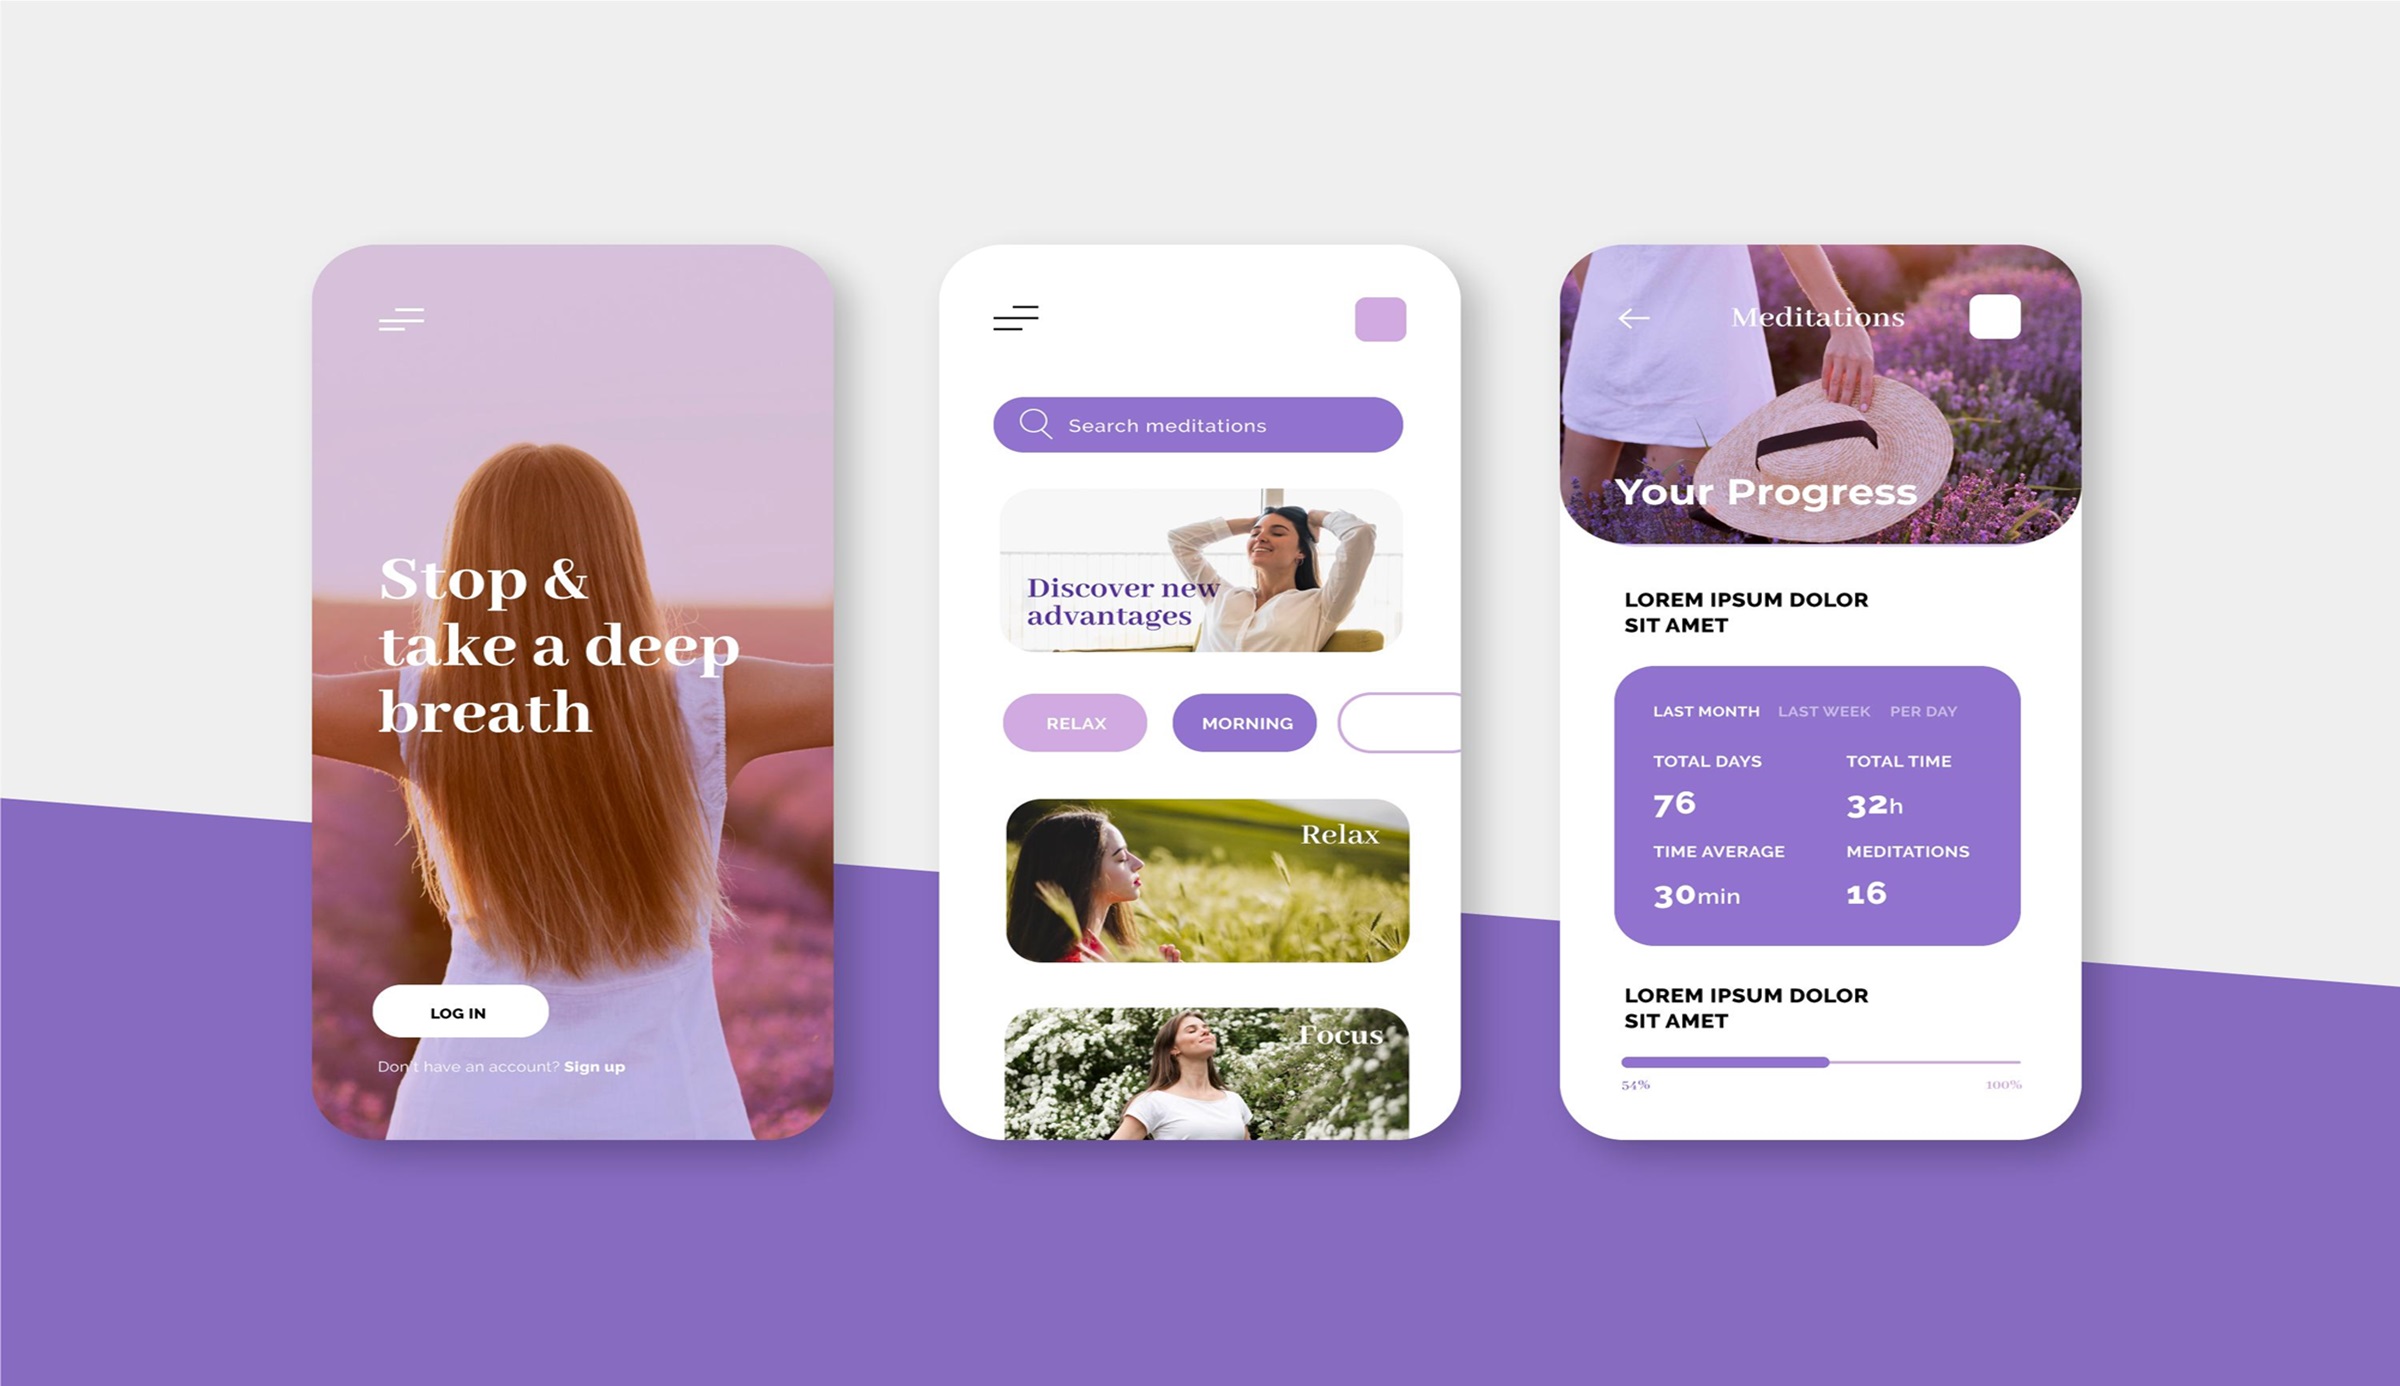 Stop &
take a deep
breath
LOG IN
Don't have an account? Sign up
Search meditations
Discover new
advantages
RELAX
MORNING
Relax
Focus
Meditations
Your Progress
LOREM IPSUM DOLOR
SIT AMET
LAST MONTH LAST WEEK PER DAY
TOTAL DAYS TOTAL TIME
76 32h
TIME AVERAGE MEDITATIONS
30min 16
LOREM IPSUM DOLOR
SIT AMET
54% 100%